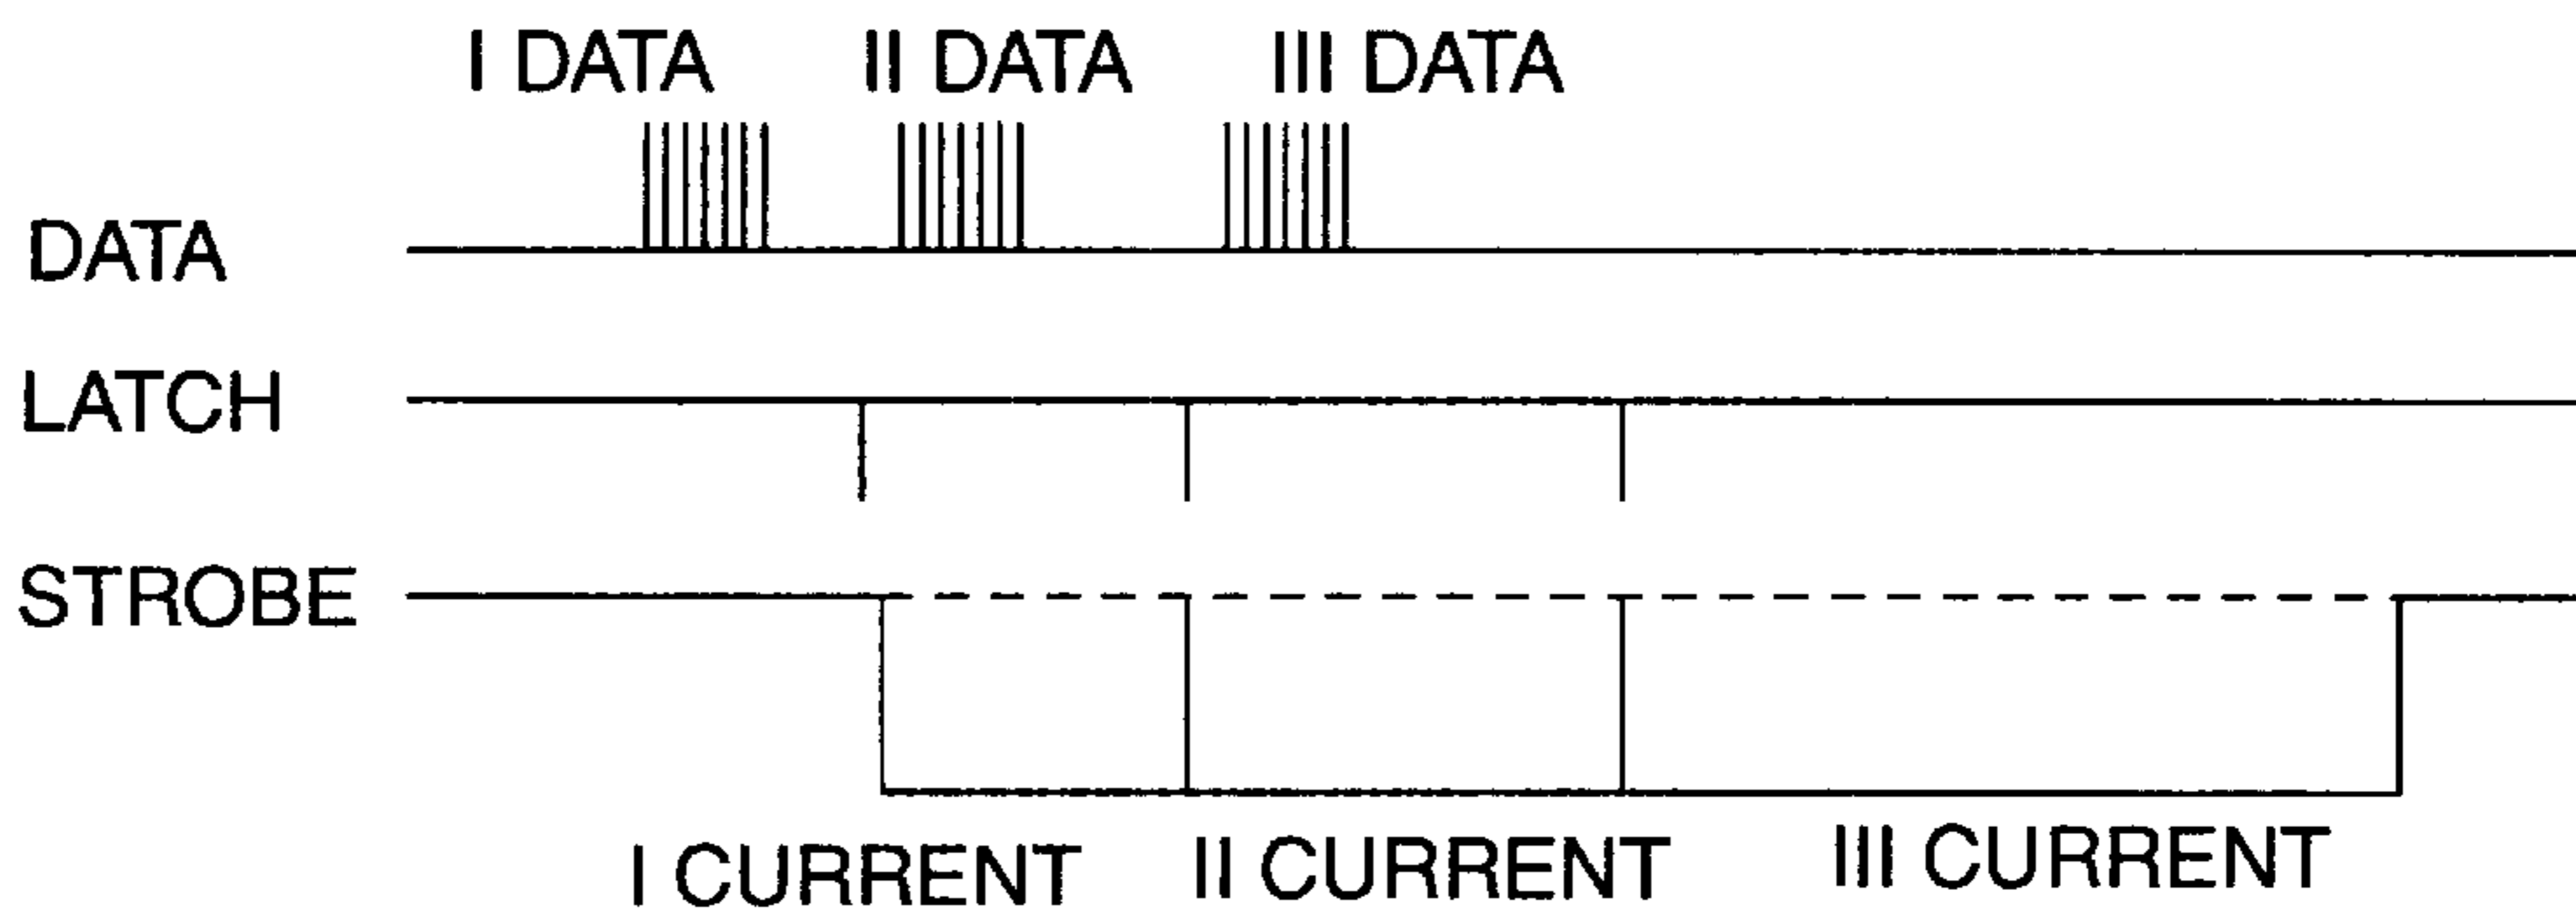 I DATA II DATA III DATA
DATA
LATCH
STROBE
I CURRENT II CURRENT III CURRENT